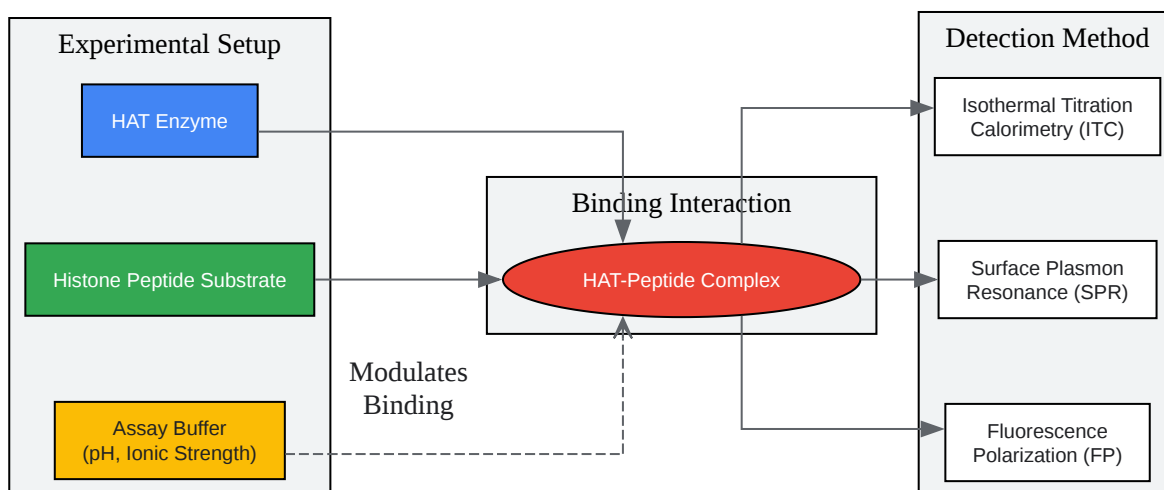 Experimental Setup
HAT Enzyme
Histone Peptide Substrate
Assay Buffer
(pH, Ionic Strength)
Modulates
Binding
Binding Interaction
HAT-Peptide Complex
Detection Method
Isothermal Titration
Calorimetry (ITC)
Surface Plasmon
Resonance (SPR)
Fluorescence
Polarization (FP)